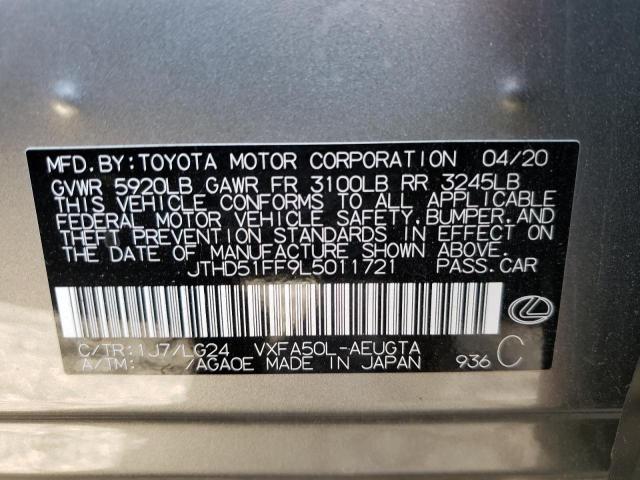 MFD. BY: TOYOTA MOTOR CORPORATION 04/20
GVWR 5920LB GAWR FR 3100LB RR 3245LB
THIS VEHICLE CONFORMS TO ALL APPLICABLE
FEDERAL MOTOR VEHICLE SAFETY, BUMPER, AND
THEFT PREVENTION STANDARDS IN EFFECT ON
THE DATE OF MANUFACTURE SHOWN ABOVE.
JTHD51FF9L5011721 PASS. CAR
C/TR: 1J7/LG24 VXFA50L-AEUGTA
A/TM: /AGA0E MADE IN JAPAN 936 C